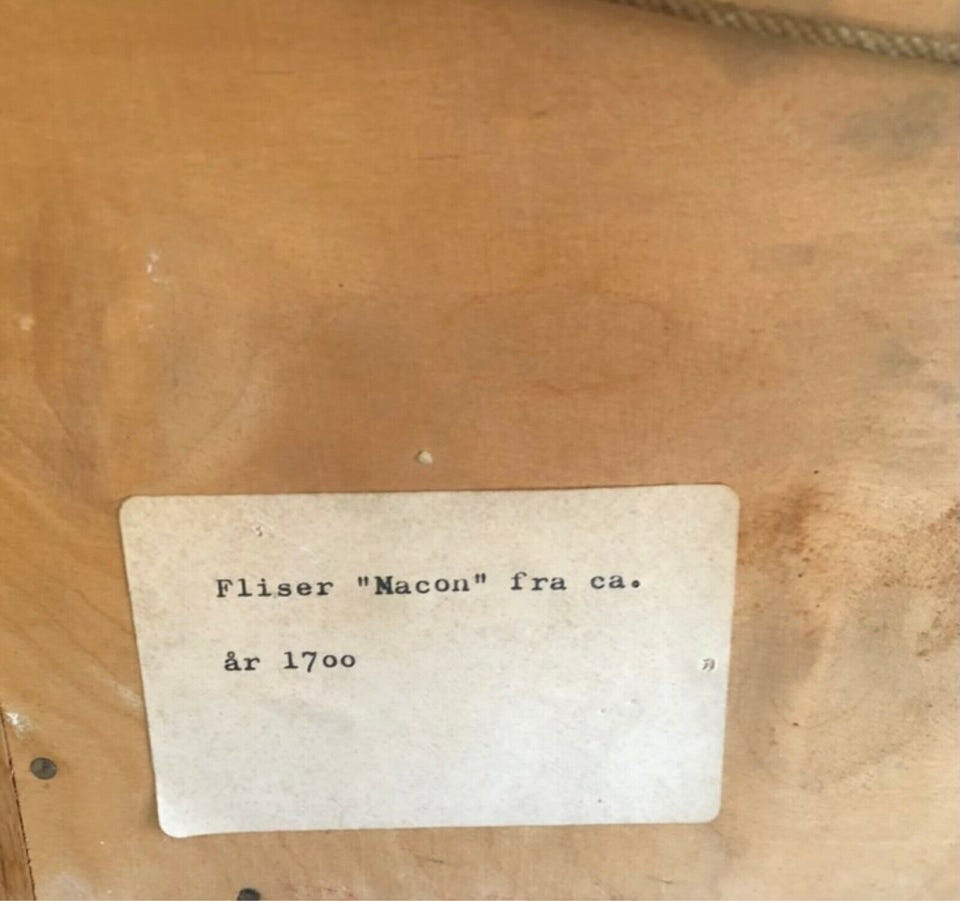 Fliser "Macon" fra ca.
år 17oo